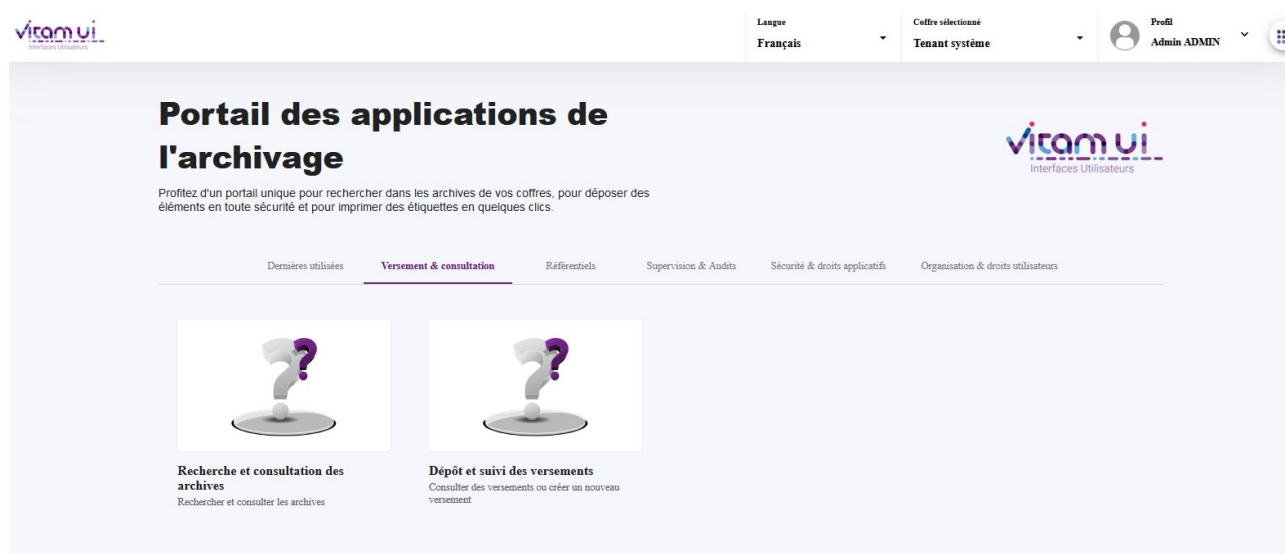 vitam ui
Interfaces Utilisateurs
Langue
Français
Coffre sélectionné
Tenant système
Profil
Admin ADMIN
Portail des applications de
l'archivage
Profitez d'un portail unique pour rechercher dans les archives de vos coffres, pour déposer des
éléments en toute sécurité et pour imprimer des étiquettes en quelques clics.
vitam ui
Interfaces Utilisateurs
Dernières utilisées
Versement & consultation
Référentiels
Supervision & Audits
Sécurité & droits applicatifs
Organisation & droits utilisateurs
Recherche et consultation des
archives
Rechercher et consulter les archives
Dépôt et suivi des versements
Consulter des versements ou créer un nouveau
versement